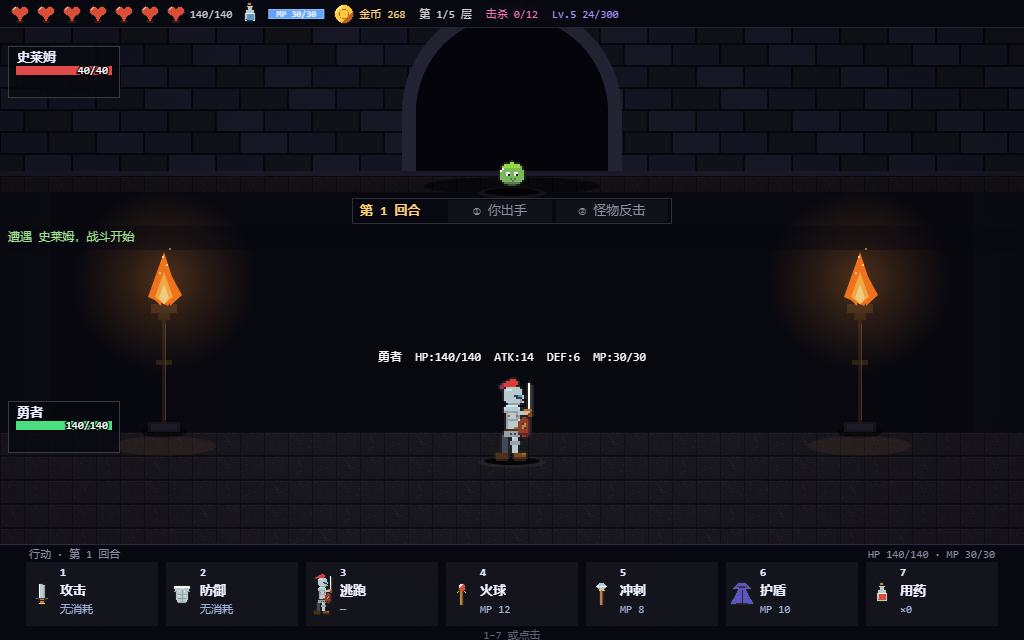 140/140 MP 30/30 金币 268 第 1/5 层 击杀 0/12 Lv.5 24/300
史莱姆
40/40
第 1 回合 ① 你出手 ② 怪物反击
遭遇 史莱姆, 战斗开始
勇者 HP:140/140 ATK:14 DEF:6 MP:30/30
勇者
140/140
行动 · 第 1 回合 HP 140/140 · MP 30/30
1 2 3 4 5 6 7
攻击 防御 逃跑 火球 冲刺 护盾 用药
无消耗 无消耗 — MP 12 MP 8 MP 10 ×0
1-7 或点击